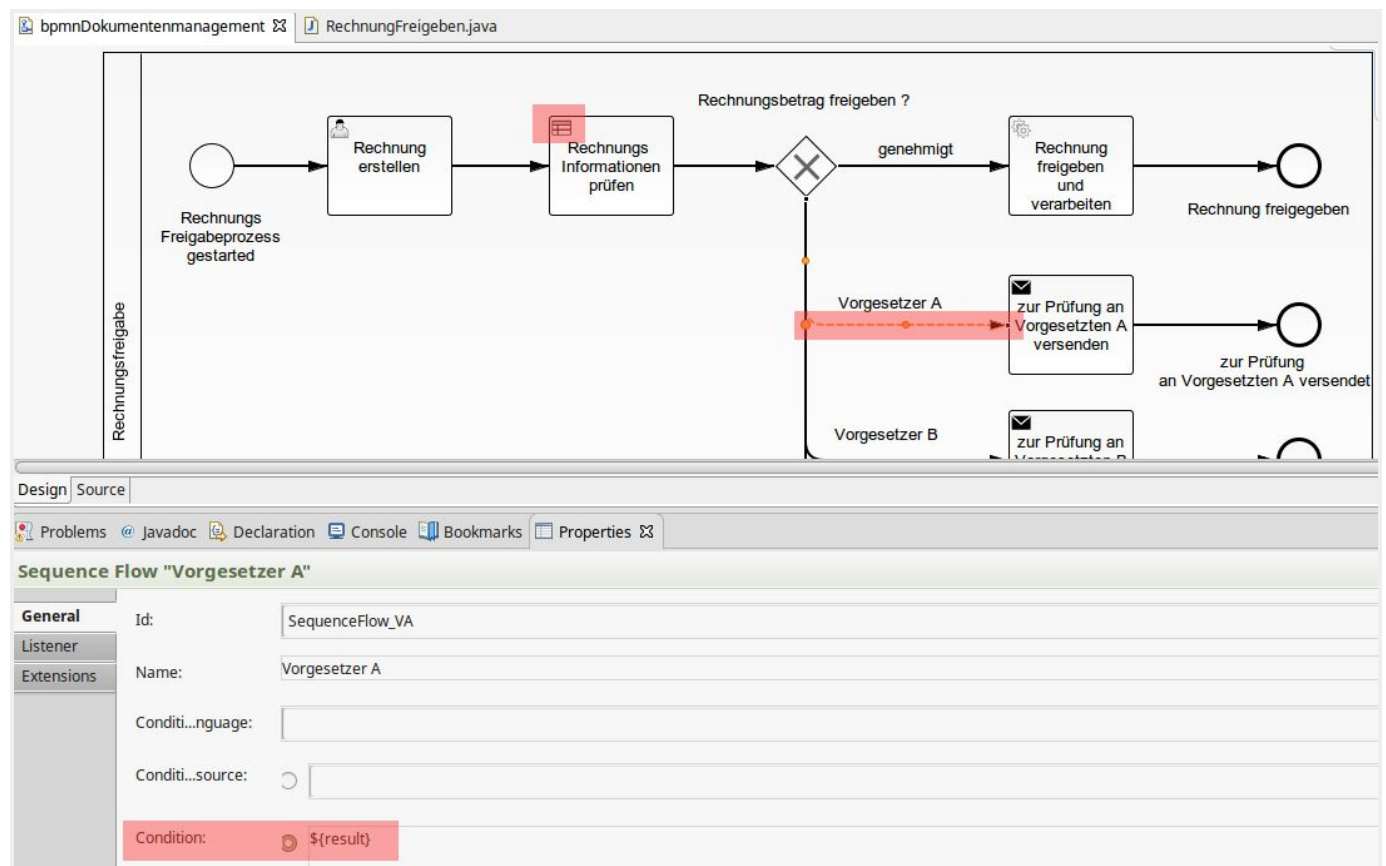 bpmnDokumentenmanagement
RechnungFreigeben.java
Rechnungsfreigabe
Rechnungs
Freigabeprozess
gestarted
Rechnung
erstellen
Rechnungs
Informationen
prüfen
Rechnungsbetrag freigeben ?
genehmigt
Rechnung
freigeben
und
verarbeiten
Rechnung freigegeben
Vorgesetzer A
zur Prüfung an
Vorgesetzten A
versenden
zur Prüfung
an Vorgesetzten A versendet
Vorgesetzer B
zur Prüfung an
Design Source
Problems @ Javadoc Declaration Console Bookmarks Properties
Sequence Flow "Vorgesetzer A"
General
Listener
Extensions
Id: SequenceFlow_VA
Name: Vorgesetzer A
Conditi...nguage:
Conditi...source:
Condition: ${result}